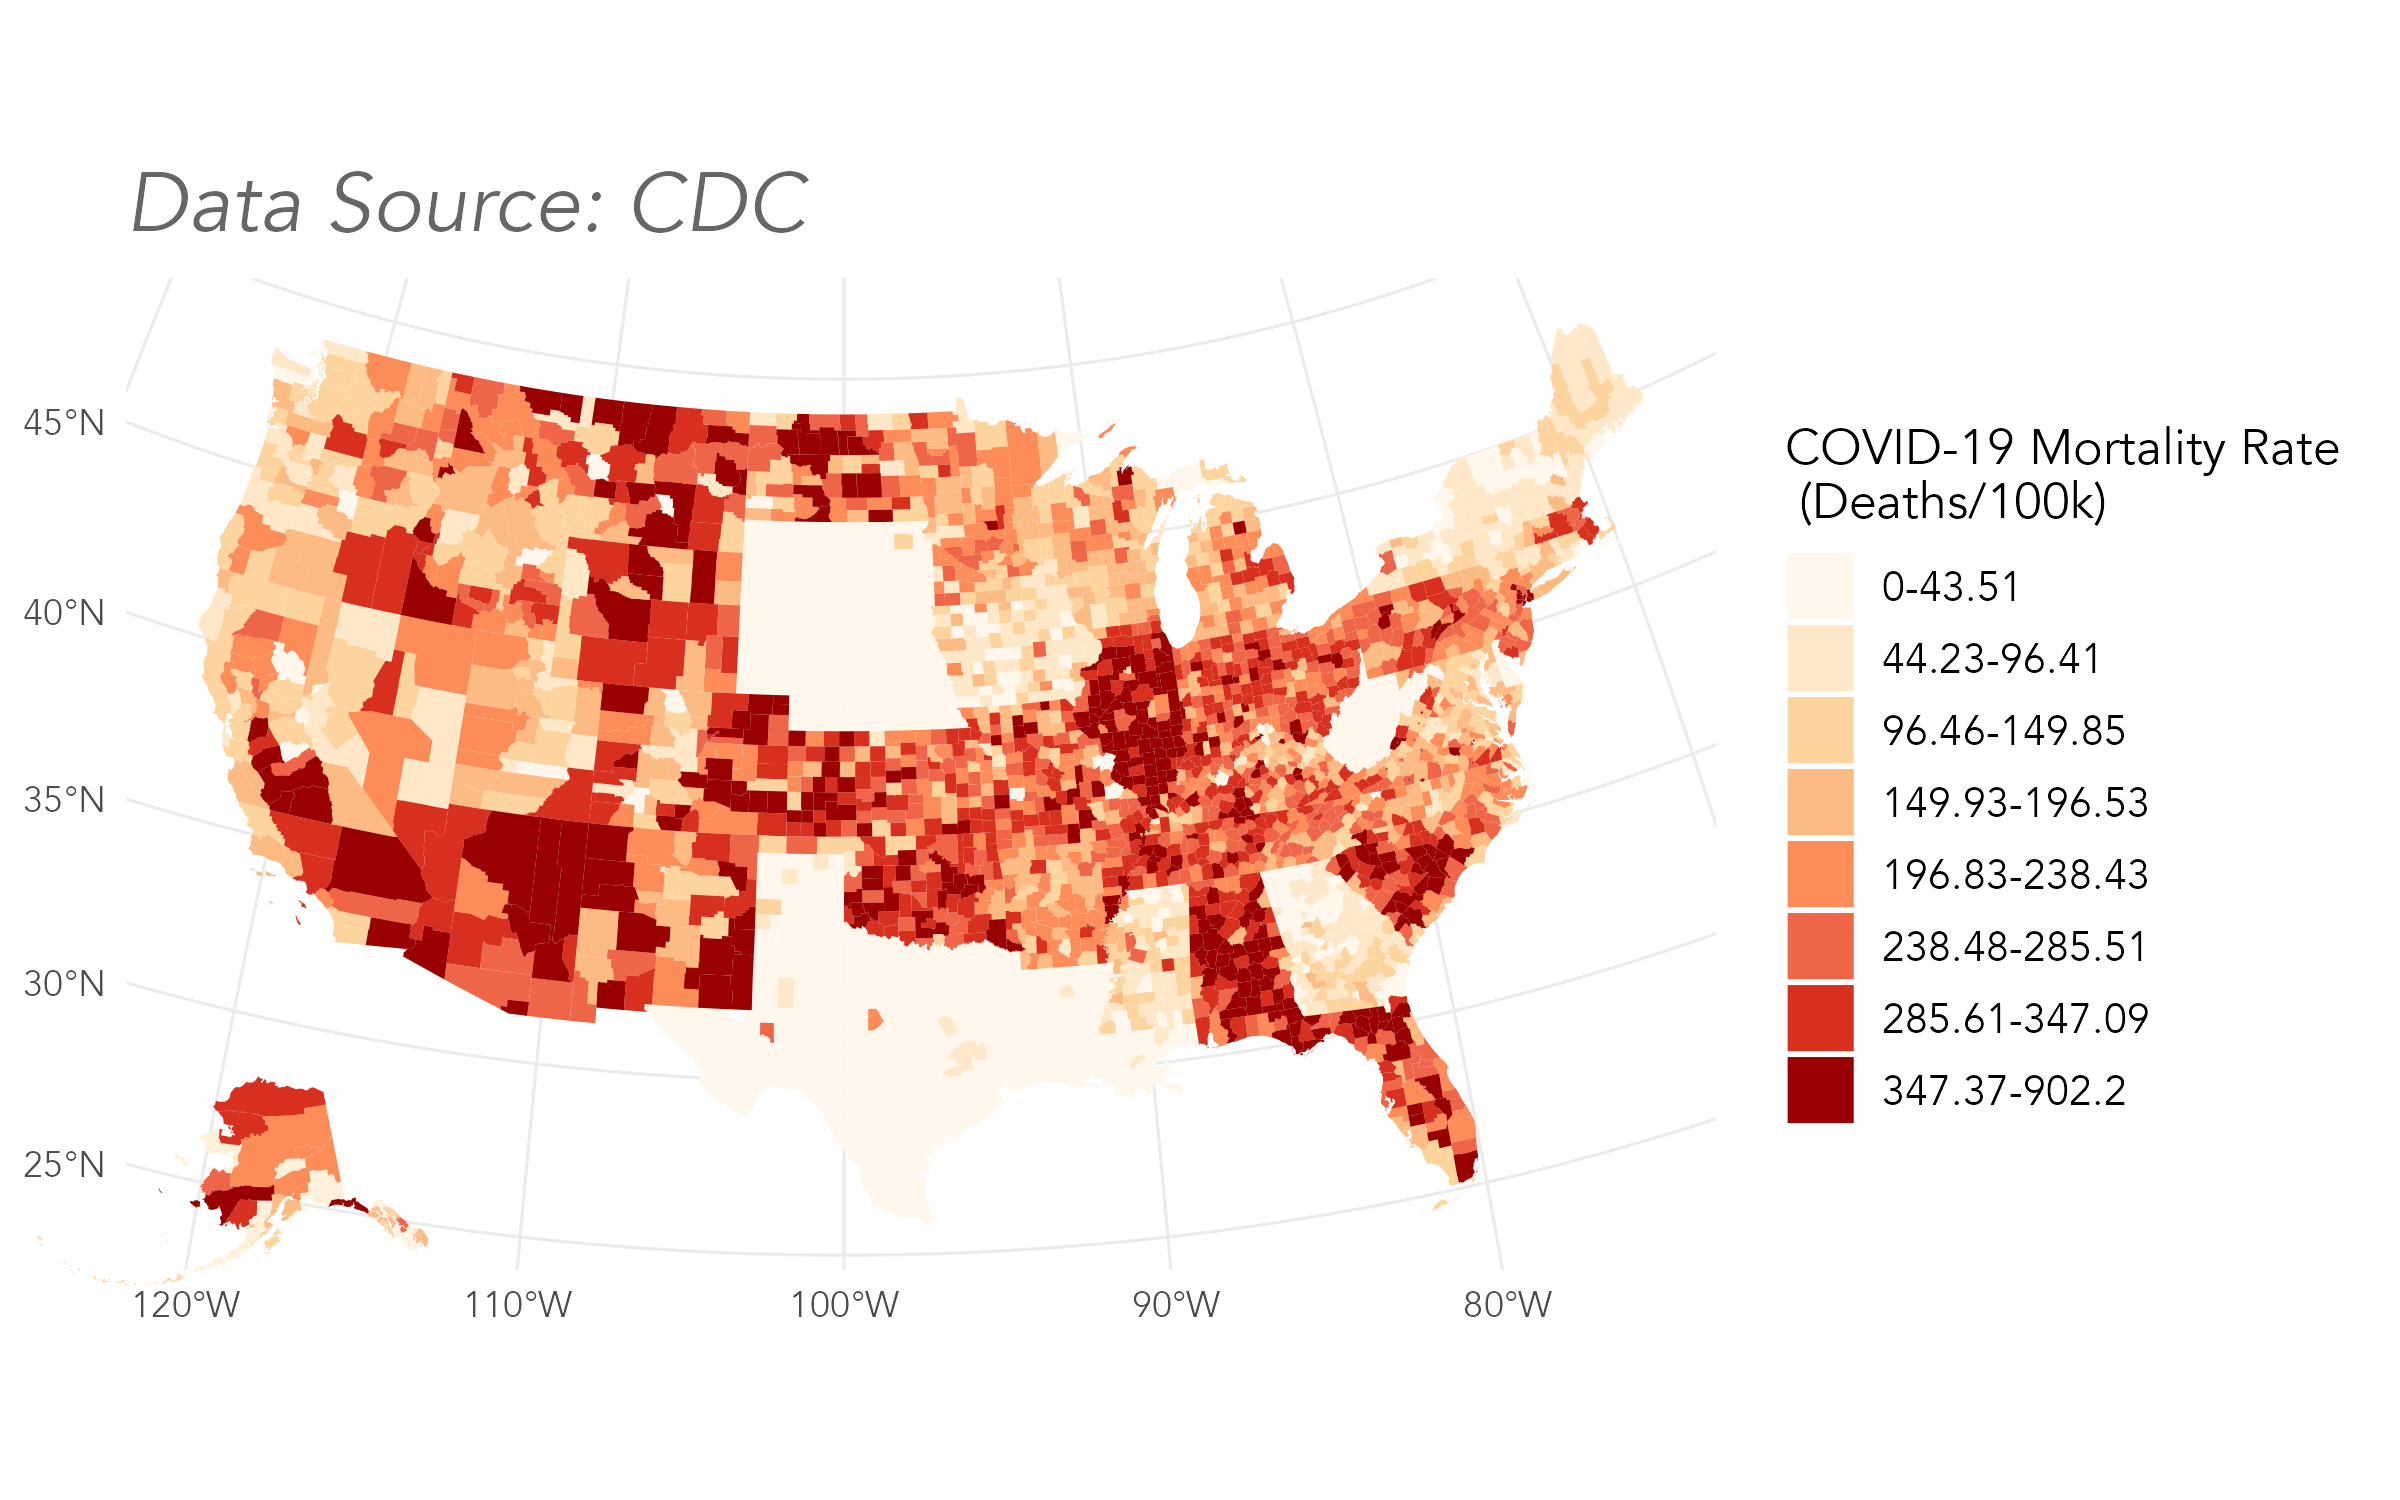 Data Source: CDC
45°N
40°N
35°N
30°N
25°N
120°W
110°W
100°W
90°W
80°W
COVID-19 Mortality Rate
(Deaths/100k)
0-43.51
44.23-96.41
96.46-149.85
149.93-196.53
196.83-238.43
238.48-285.51
285.61-347.09
347.37-902.2